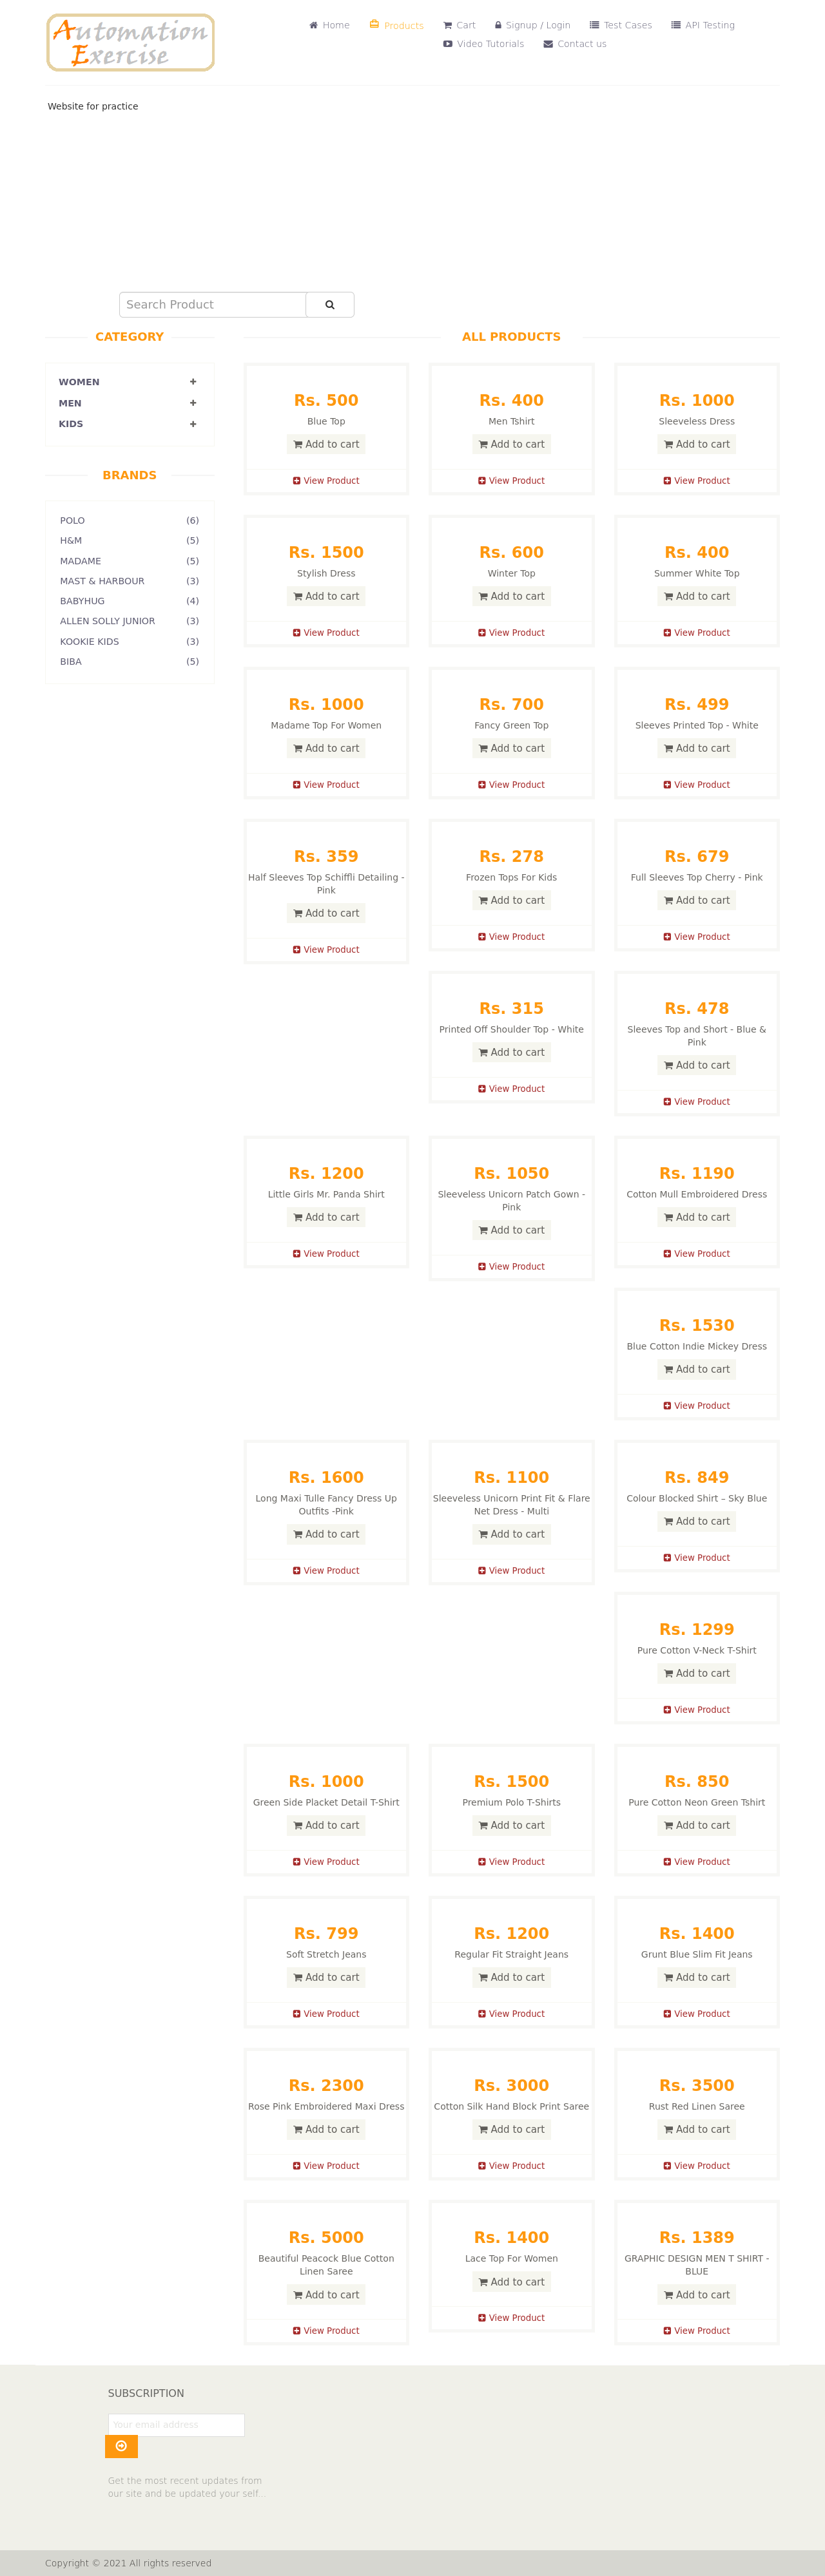 Automation
Exercise
Home
Products
Cart
Signup / Login
Test Cases
API Testing
Video Tutorials
Contact us
Website for practice
Search Product
CATEGORY
WOMEN
MEN
KIDS
BRANDS
POLO (6)
H&M (5)
MADAME (5)
MAST & HARBOUR (3)
BABYHUG (4)
ALLEN SOLLY JUNIOR (3)
KOOKIE KIDS (3)
BIBA (5)
ALL PRODUCTS
Rs. 500
Blue Top
Add to cart
View Product
Rs. 400
Men Tshirt
Add to cart
View Product
Rs. 1000
Sleeveless Dress
Add to cart
View Product
Rs. 1500
Stylish Dress
Add to cart
View Product
Rs. 600
Winter Top
Add to cart
View Product
Rs. 400
Summer White Top
Add to cart
View Product
Rs. 1000
Madame Top For Women
Add to cart
View Product
Rs. 700
Fancy Green Top
Add to cart
View Product
Rs. 499
Sleeves Printed Top - White
Add to cart
View Product
Rs. 359
Half Sleeves Top Schiffli Detailing -
Pink
Add to cart
View Product
Rs. 278
Frozen Tops For Kids
Add to cart
View Product
Rs. 679
Full Sleeves Top Cherry - Pink
Add to cart
View Product
Rs. 315
Printed Off Shoulder Top - White
Add to cart
View Product
Rs. 478
Sleeves Top and Short - Blue &
Pink
Add to cart
View Product
Rs. 1200
Little Girls Mr. Panda Shirt
Add to cart
View Product
Rs. 1050
Sleeveless Unicorn Patch Gown -
Pink
Add to cart
View Product
Rs. 1190
Cotton Mull Embroidered Dress
Add to cart
View Product
Rs. 1530
Blue Cotton Indie Mickey Dress
Add to cart
View Product
Rs. 1600
Long Maxi Tulle Fancy Dress Up
Outfits -Pink
Add to cart
View Product
Rs. 1100
Sleeveless Unicorn Print Fit & Flare
Net Dress - Multi
Add to cart
View Product
Rs. 849
Colour Blocked Shirt – Sky Blue
Add to cart
View Product
Rs. 1299
Pure Cotton V-Neck T-Shirt
Add to cart
View Product
Rs. 1000
Green Side Placket Detail T-Shirt
Add to cart
View Product
Rs. 1500
Premium Polo T-Shirts
Add to cart
View Product
Rs. 850
Pure Cotton Neon Green Tshirt
Add to cart
View Product
Rs. 799
Soft Stretch Jeans
Add to cart
View Product
Rs. 1200
Regular Fit Straight Jeans
Add to cart
View Product
Rs. 1400
Grunt Blue Slim Fit Jeans
Add to cart
View Product
Rs. 2300
Rose Pink Embroidered Maxi Dress
Add to cart
View Product
Rs. 3000
Cotton Silk Hand Block Print Saree
Add to cart
View Product
Rs. 3500
Rust Red Linen Saree
Add to cart
View Product
Rs. 5000
Beautiful Peacock Blue Cotton
Linen Saree
Add to cart
View Product
Rs. 1400
Lace Top For Women
Add to cart
View Product
Rs. 1389
GRAPHIC DESIGN MEN T SHIRT -
BLUE
Add to cart
View Product
SUBSCRIPTION
Your email address
Get the most recent updates from
our site and be updated your self...
Copyright © 2021 All rights reserved